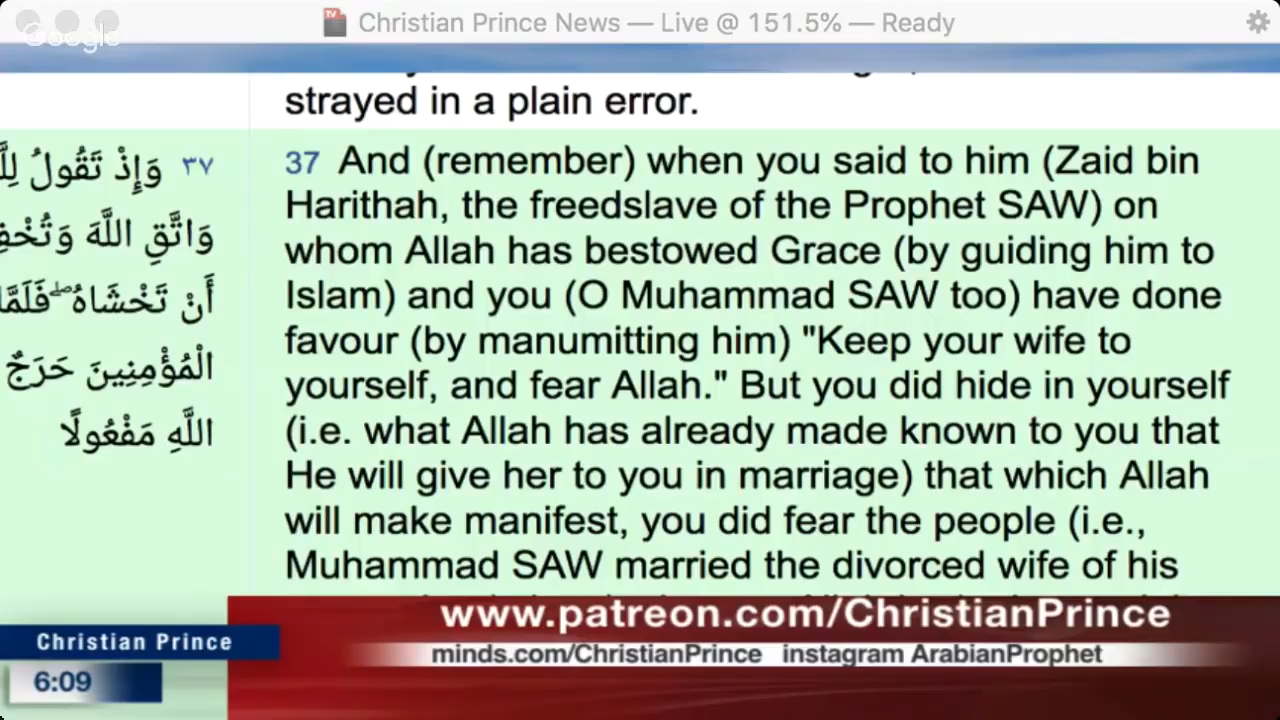 Christian Prince News — Live @ 151.5% — Ready
Google
strayed in a plain error.
37 And (remember) when you said to him (Zaid bin
Harithah, the freedslave of the Prophet SAW) on
whom Allah has bestowed Grace (by guiding him to
Islam) and you (O Muhammad SAW too) have done
favour (by manumitting him) "Keep your wife to
yourself, and fear Allah." But you did hide in yourself
(i.e. what Allah has already made known to you that
He will give her to you in marriage) that which Allah
will make manifest, you did fear the people (i.e.,
Muhammad SAW married the divorced wife of his
٣٧ وَإِذْ تَقُولُ
وَاتَّقِ اللَّهَ
أَنْ تَخْشَاهُ ۖ
الْمُؤْمِنِينَ حَرَجٌ
اللَّهِ مَفْعُولًا
www.patreon.com/ChristianPrince
Christian Prince
minds.com/ChristianPrince instagram ArabianProphet
6:09